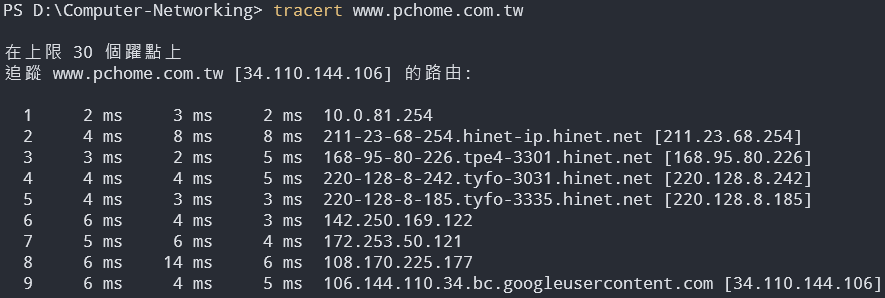 PS D:\Computer-Networking> tracert www.pchome.com.tw
在上限 30 個躍點上
追蹤 www.pchome.com.tw [34.110.144.106] 的路由:
1 2 ms 3 ms 2 ms 10.0.81.254
2 4 ms 8 ms 8 ms 211-23-68-254.hinet-ip.hinet.net [211.23.68.254]
3 3 ms 2 ms 5 ms 168-95-80-226.tpe4-3301.hinet.net [168.95.80.226]
4 4 ms 4 ms 5 ms 220-128-8-242.tyfo-3031.hinet.net [220.128.8.242]
5 4 ms 3 ms 3 ms 220-128-8-185.tyfo-3335.hinet.net [220.128.8.185]
6 6 ms 4 ms 3 ms 142.250.169.122
7 5 ms 6 ms 4 ms 172.253.50.121
8 6 ms 14 ms 6 ms 108.170.225.177
9 6 ms 4 ms 5 ms 106.144.110.34.bc.googleusercontent.com [34.110.144.106]